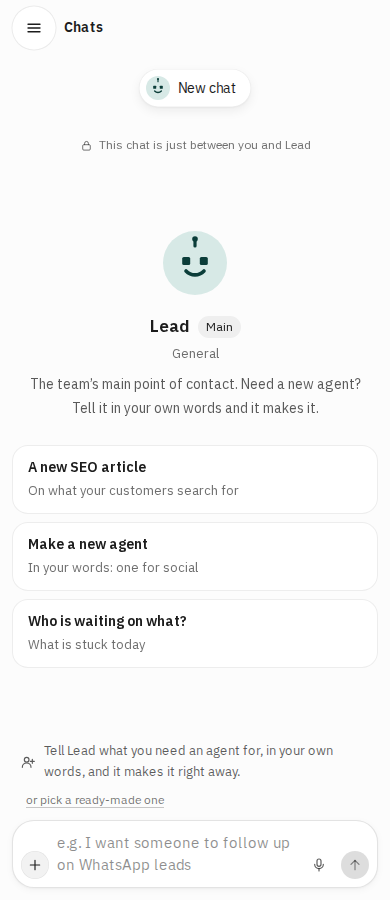 Chats
New chat
This chat is just between you and Lead
Lead Main
General
The team's main point of contact. Need a new agent?
Tell it in your own words and it makes it.
A new SEO article
On what your customers search for
Make a new agent
In your words: one for social
Who is waiting on what?
What is stuck today
Tell Lead what you need an agent for, in your own
words, and it makes it right away.
or pick a ready-made one
e.g. I want someone to follow up
on WhatsApp leads